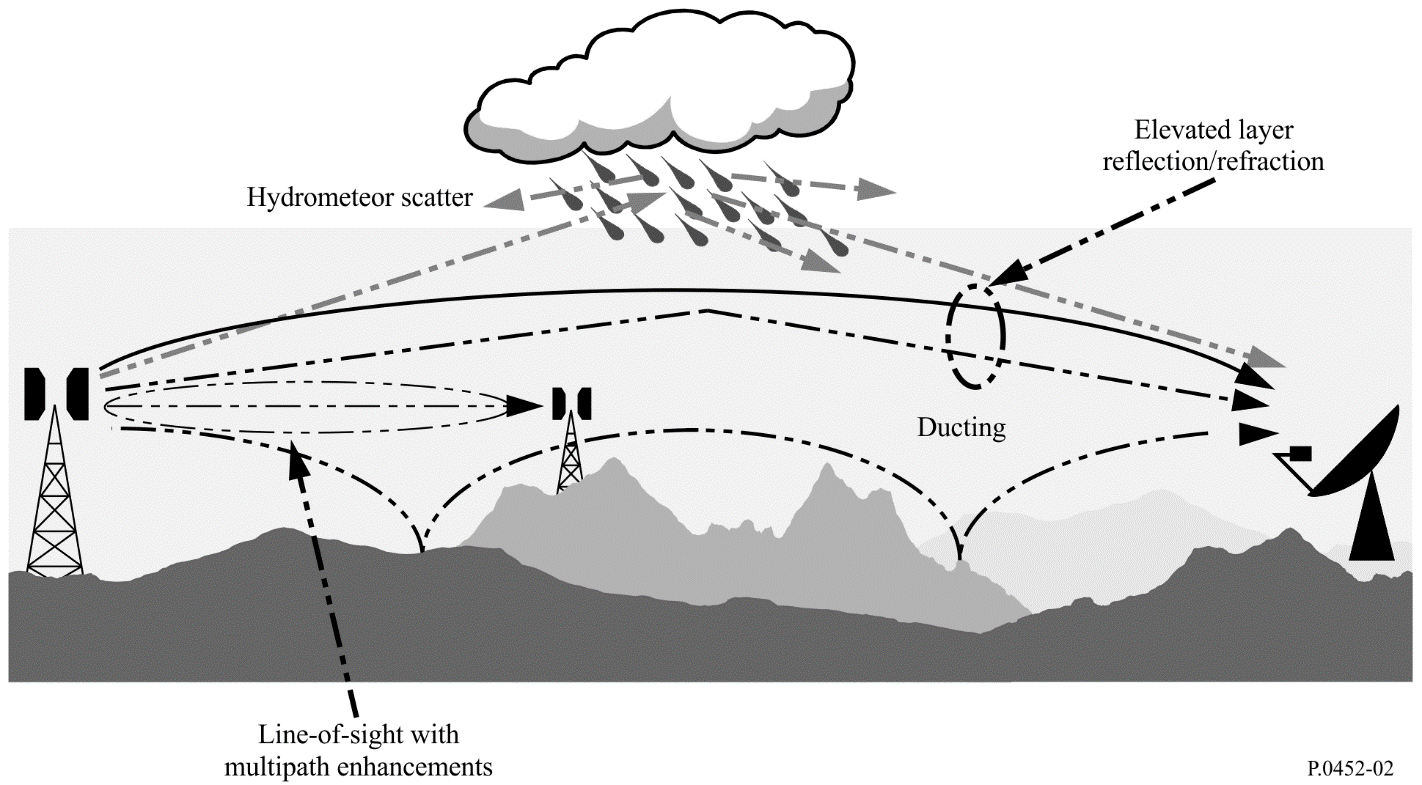 Elevated layer
reflection/refraction
Hydrometeor scatter
Ducting
Line-of-sight with
multipath enhancements
P.0452-02